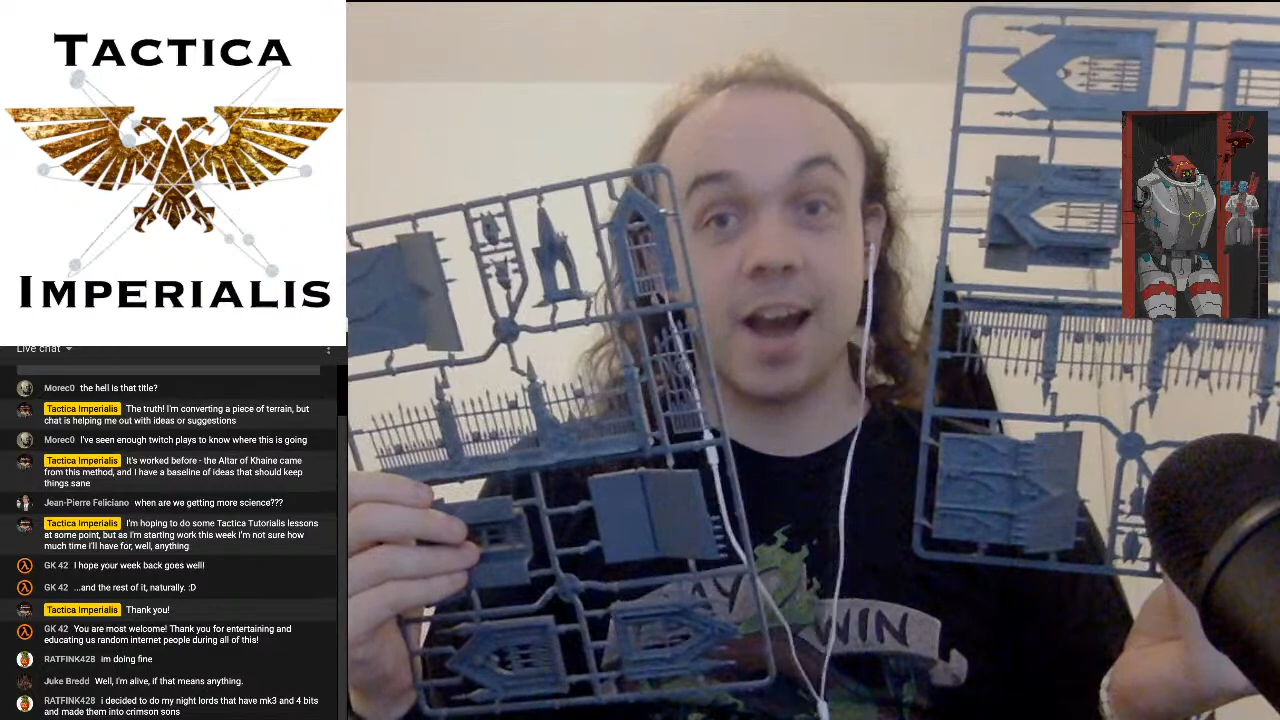 TACTICA
IMPERIALIS
Live chat
Morec0 the hell is that title?
Tactica Imperialis The truth! I'm converting a piece of terrain, but
chat is helping me out with ideas or suggestions
Morec0 I've seen enough twitch plays to know where this is going
Tactica Imperialis It's worked before - the Altar of Khaine came
from this method, and I have a baseline of ideas that should keep
things sane
Jean-Pierre Feliciano when are we getting more science???
Tactica Imperialis I'm hoping to do some Tactica Tutorialis lessons
at some point, but as I'm starting work this week I'm not sure how
much time I'll have for, well, anything
GK 42 I hope your week back goes well!
GK 42 ...and the rest of it, naturally. :D
Tactica Imperialis Thank you!
GK 42 You are most welcome! Thank you for entertaining and
educating us random internet people during all of this!
RATFINK428 Im doing fine
Juke Bredd Well, I'm alive, if that means anything.
RATFINK428 i decided to do my night lords that have mk3 and 4 bits
and made them into crimson sons
WIN